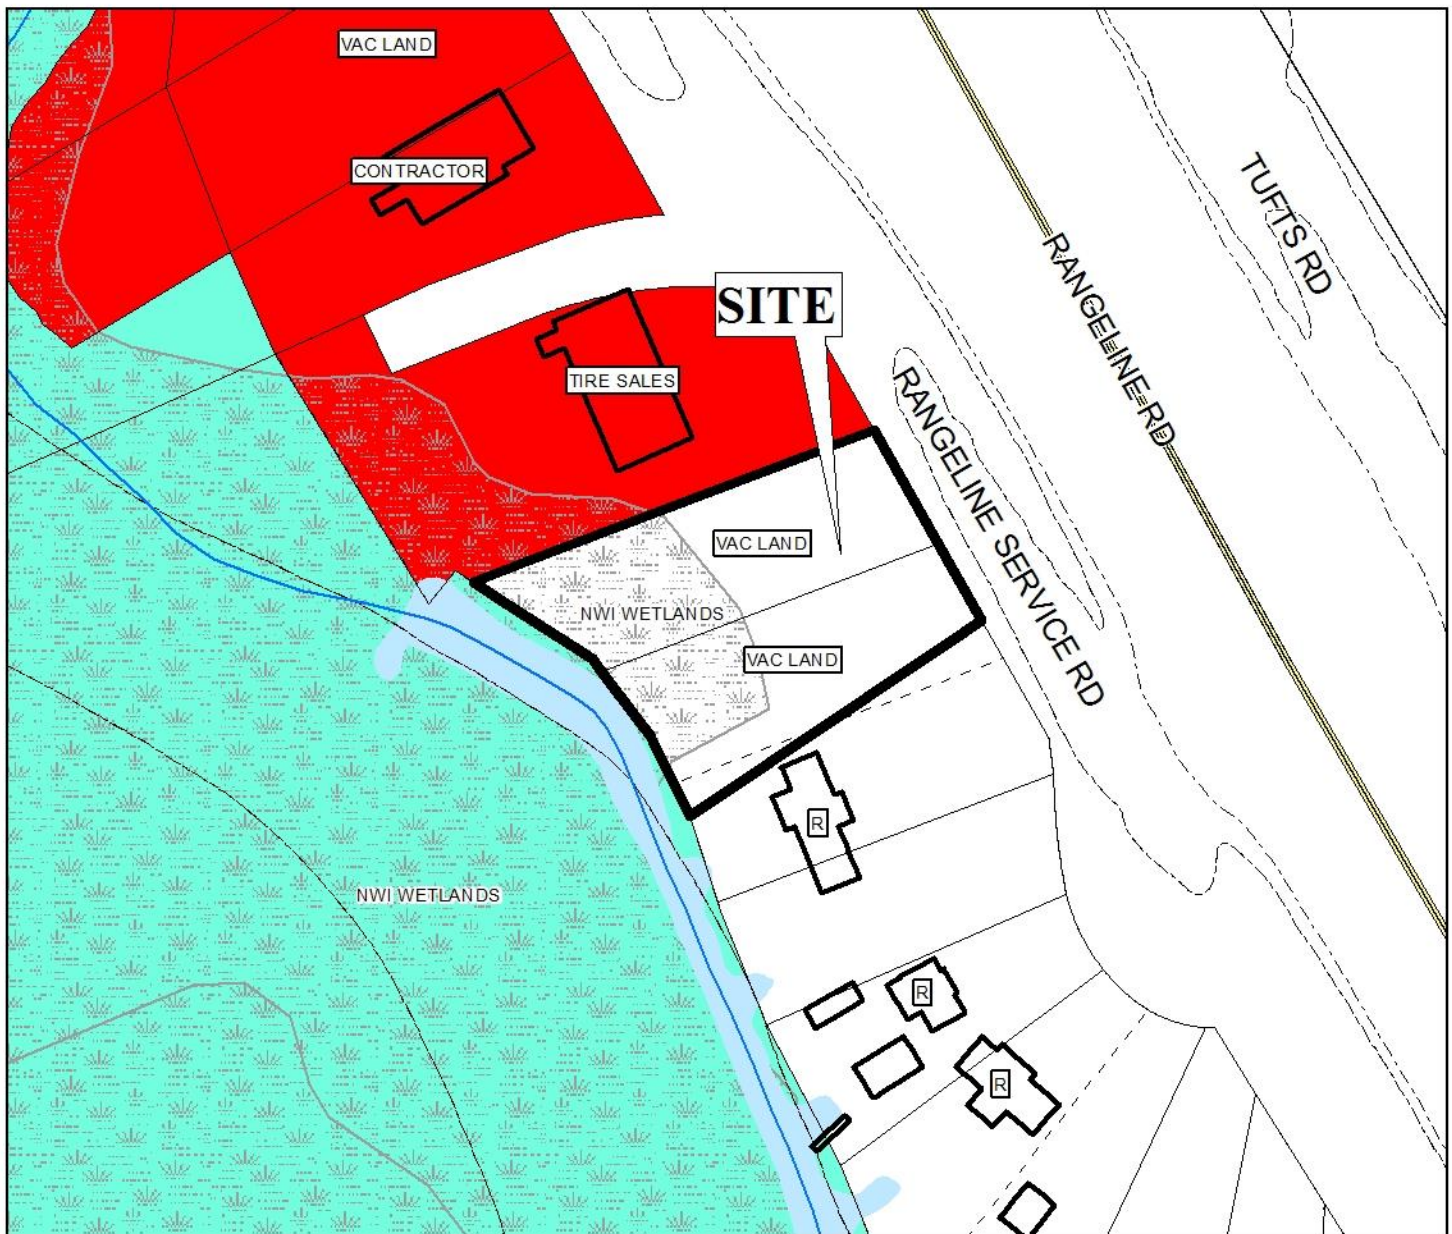 VAC LAND
CONTRACTOR
TUFTS RD
RANGELINE RD
SITE
TIRE SALES
RANGELINE SERVICE RD
VAC LAND
NWI WETLANDS
VAC LAND
R
NWI WETLANDS
R
R